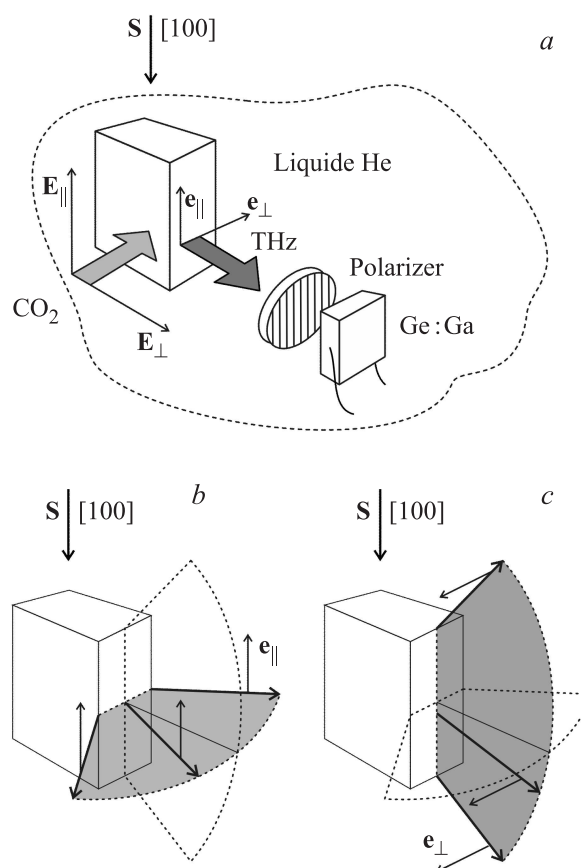 S [100]
a
Liquide He
E||
e||
e⊥
THz
Polarizer
CO2
Ge : Ga
E⊥
b
S [100]
e||
c
S [100]
e⊥